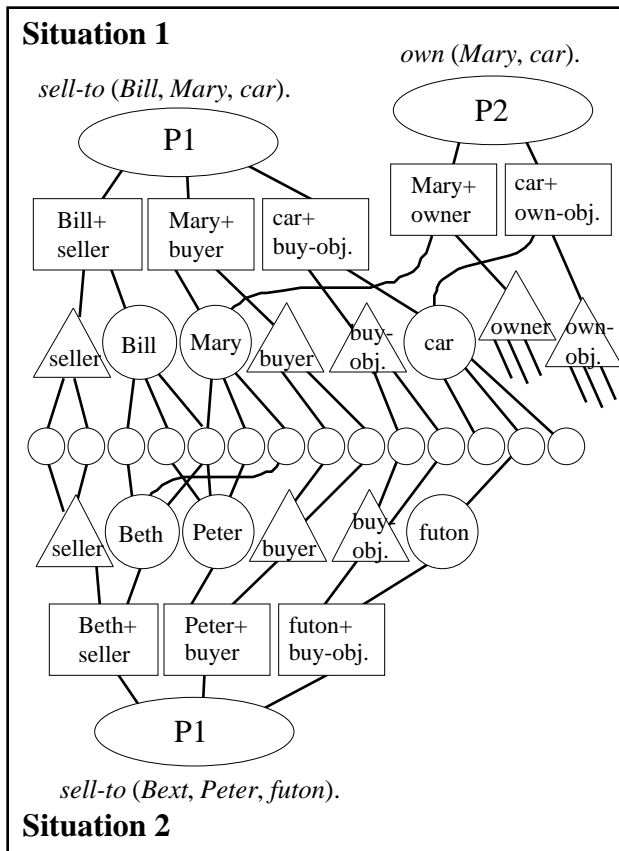 Situation 1
own (Mary, car).
sell-to (Bill, Mary, car).
P1
P2
Bill+
seller
Mary+
buyer
car+
buy-obj.
Mary+
owner
car+
own-obj.
seller
Bill
Mary
buyer
buy-
obj.
car
owner
own-
obj.
seller
Beth
Peter
buyer
buy-
obj.
futon
Beth+
seller
Peter+
buyer
futon+
buy-obj.
P1
sell-to (Bext, Peter, futon).
Situation 2